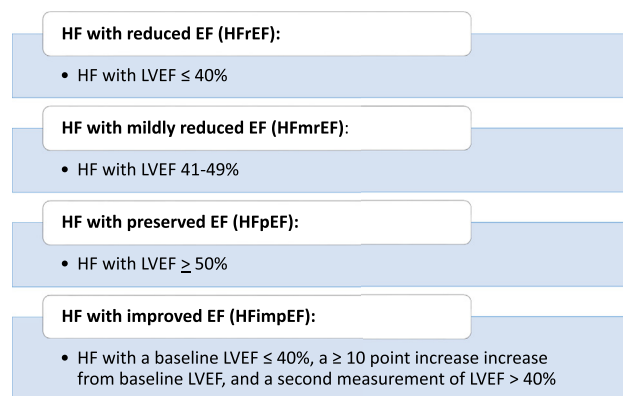 HF with reduced EF (HFrEF):
• HF with LVEF ≤ 40%
HF with mildly reduced EF (HFmrEF):
• HF with LVEF 41-49%
HF with preserved EF (HFpEF):
• HF with LVEF ≥ 50%
HF with improved EF (HFimpEF):
• HF with a baseline LVEF ≤ 40%, a ≥ 10 point increase increase
from baseline LVEF, and a second measurement of LVEF > 40%